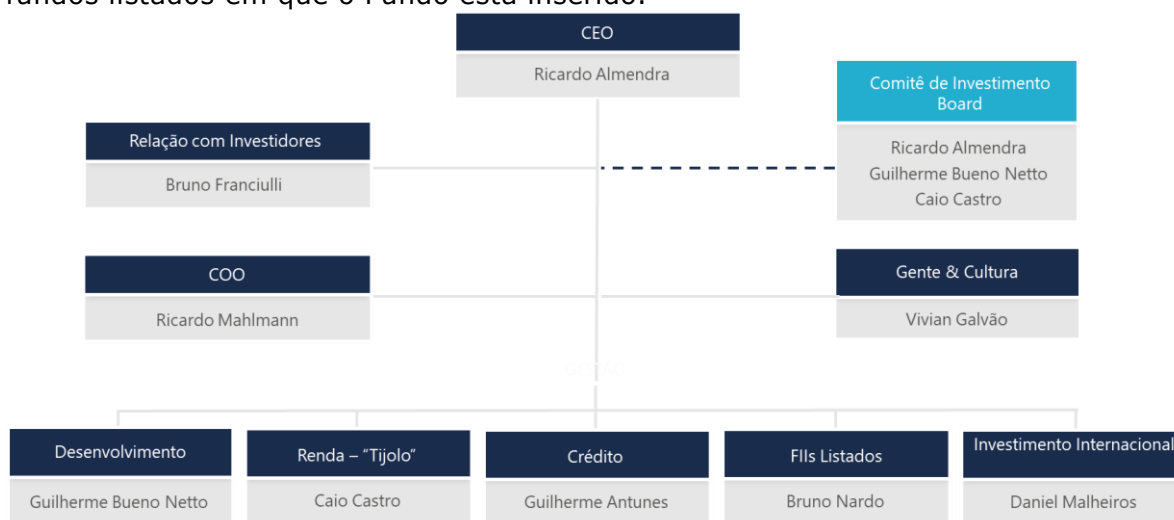 fundos listados em que o Fundo está inserido.
CEO
Ricardo Almendra
Comitê de Investimento
Board
Ricardo Almendra
Guilherme Bueno Netto
Caio Castro
Relação com Investidores
Bruno Franciulli
COO
Ricardo Mahlmann
Gente & Cultura
Vivian Galvão
Desenvolvimento
Guilherme Bueno Netto
Renda – "Tijolo"
Caio Castro
Crédito
Guilherme Antunes
FIIs Listados
Bruno Nardo
Investimento Internacional
Daniel Malheiros